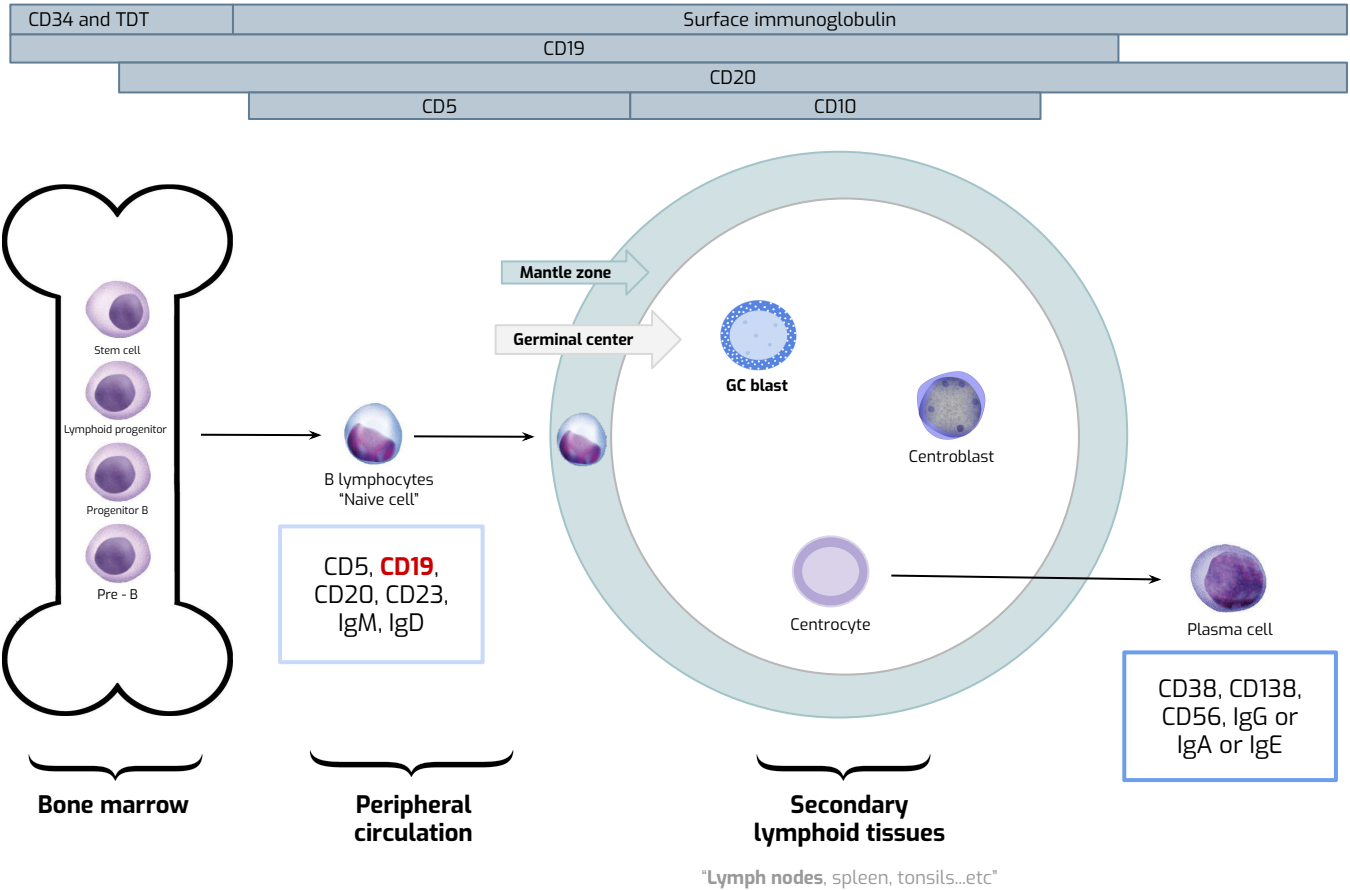 CD34 and TDT
Surface immunoglobulin
CD19
CD20
CD5
CD10
Mantle zone
Germinal center
Stem cell
Lymphoid progenitor
Progenitor B
Pre - B
B lymphocytes
“Naive cell”
CD5, CD19,
CD20, CD23,
IgM, IgD
GC blast
Centroblast
Centrocyte
Plasma cell
CD38, CD138,
CD56, IgG or
IgA or IgE
Bone marrow
Peripheral
circulation
Secondary
lymphoid tissues
“Lymph nodes, spleen, tonsils...etc”